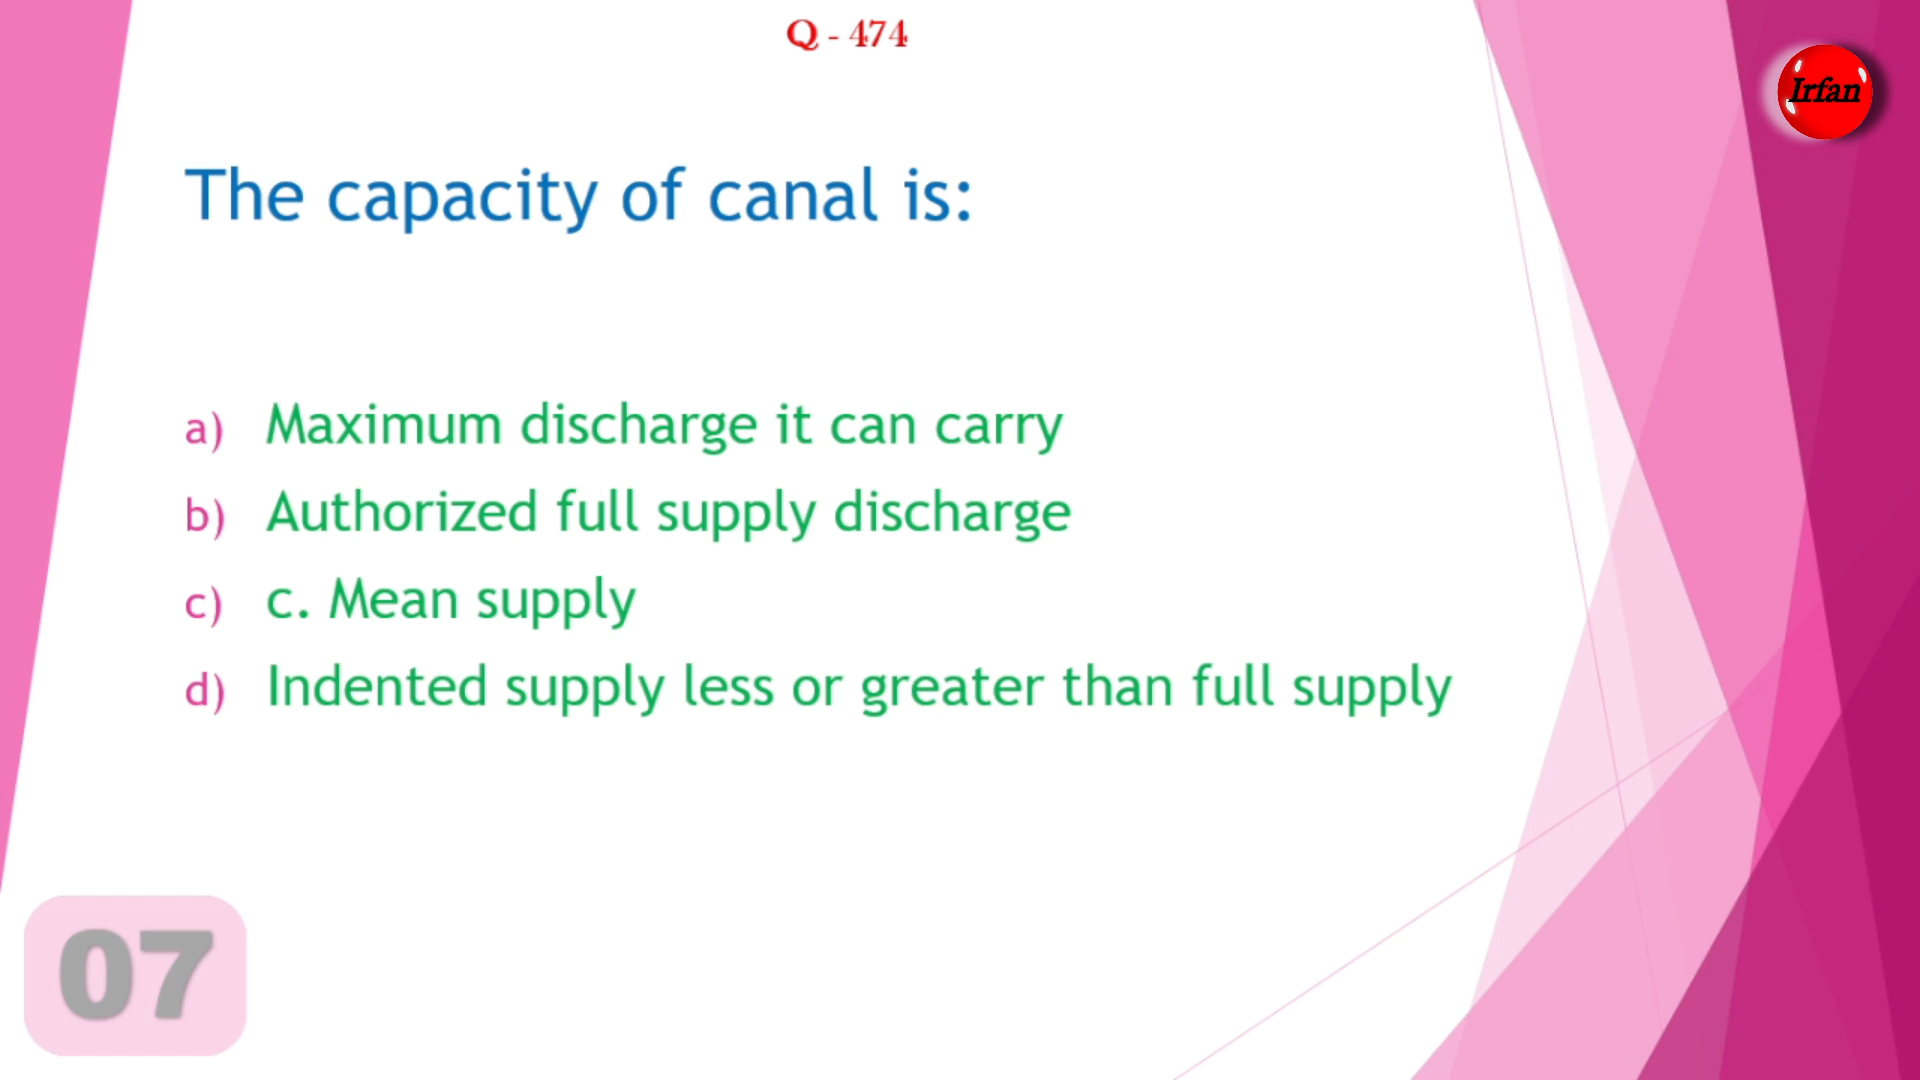 Q - 474
Irfan
The capacity of canal is:
a) Maximum discharge it can carry
b) Authorized full supply discharge
c) c. Mean supply
d) Indented supply less or greater than full supply
07